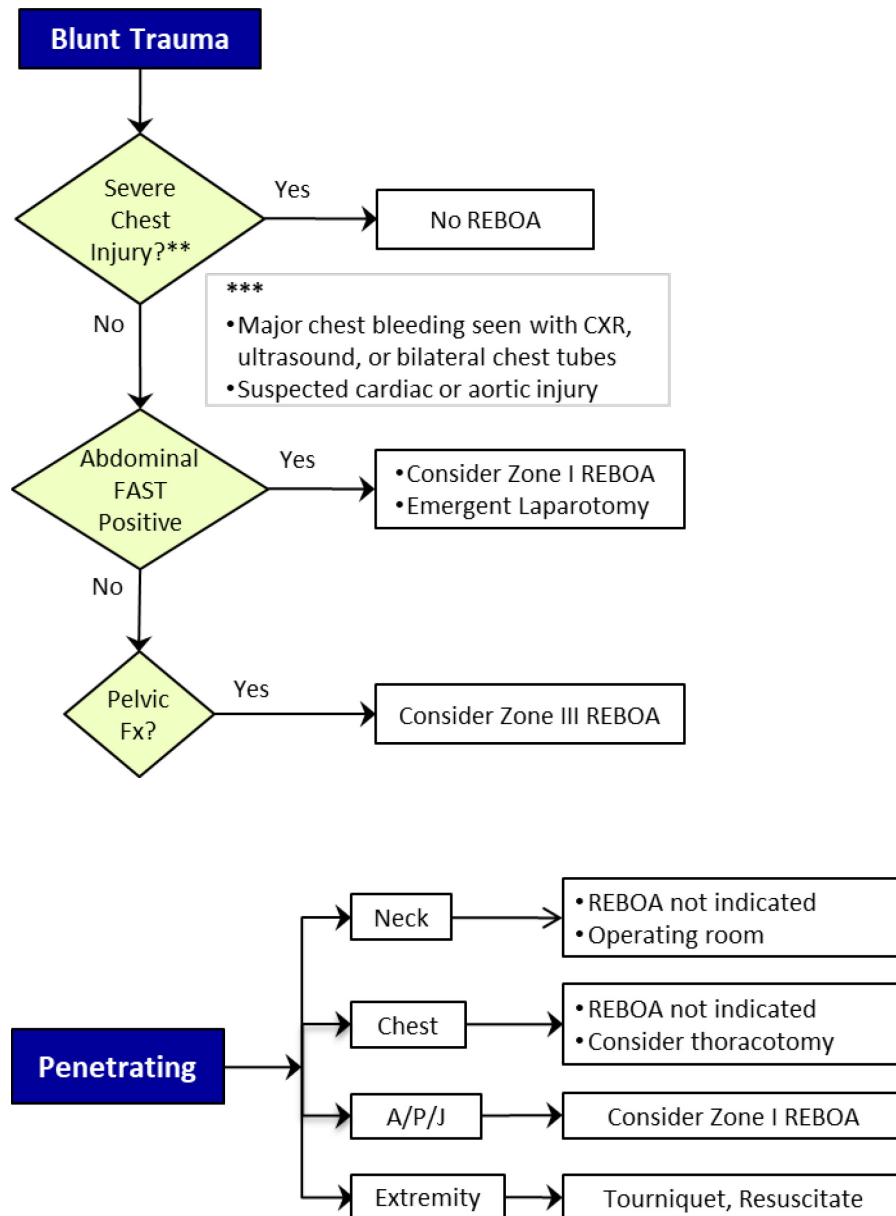 Blunt Trauma
Severe
Chest
Injury?**
Yes
No REBOA
No
***
•Major chest bleeding seen with CXR,
ultrasound, or bilateral chest tubes
•Suspected cardiac or aortic injury
Abdominal
FAST
Positive
Yes
•Consider Zone I REBOA
•Emergent Laparotomy
No
Pelvic
Fx?
Yes
Consider Zone III REBOA
Penetrating
Neck
•REBOA not indicated
•Operating room
Chest
•REBOA not indicated
•Consider thoracotomy
A/P/J
Consider Zone I REBOA
Extremity
Tourniquet, Resuscitate